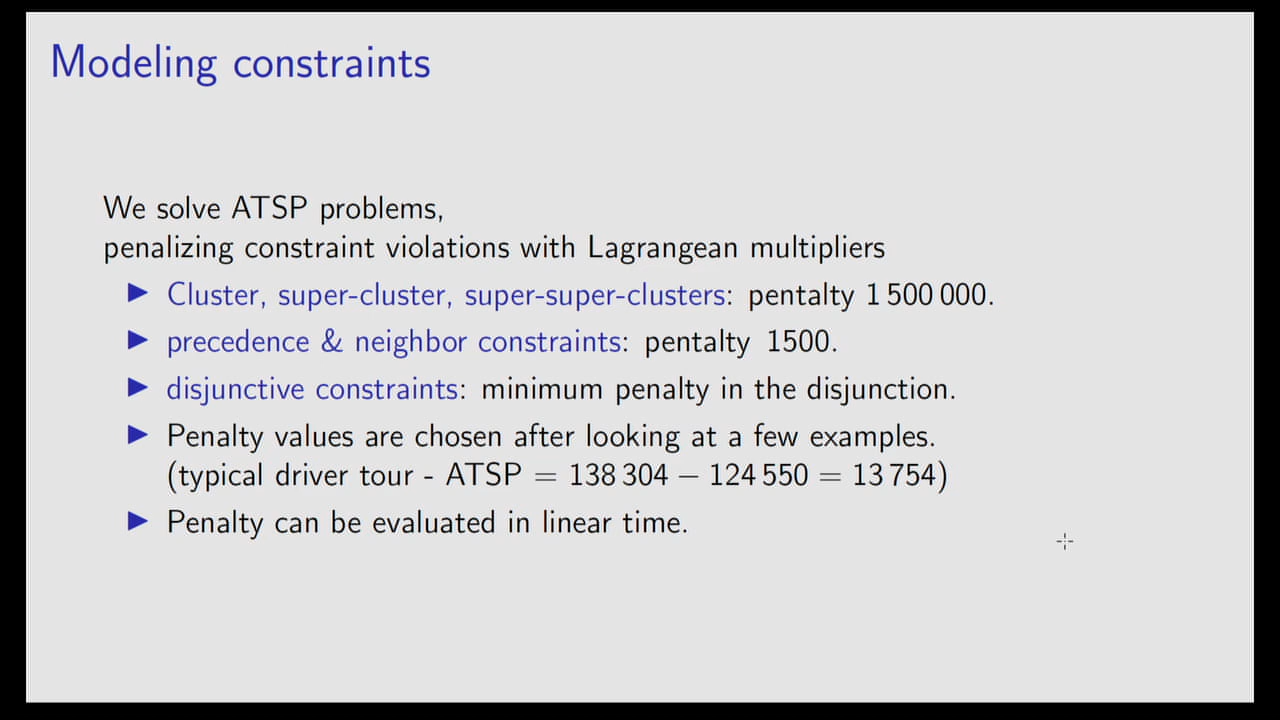 Modeling constraints
We solve ATSP problems,
penalizing constraint violations with Lagrangean multipliers
▶ Cluster, super-cluster, super-super-clusters: pentalty 1 500 000.
▶ precedence & neighbor constraints: pentalty 1500.
▶ disjunctive constraints: minimum penalty in the disjunction.
▶ Penalty values are chosen after looking at a few examples.
(typical driver tour - ATSP = 138 304 − 124 550 = 13 754)
▶ Penalty can be evaluated in linear time.